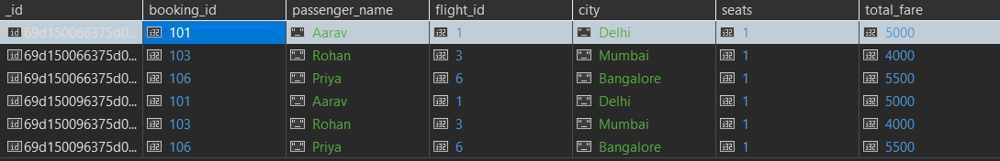 _id booking_id passenger_name flight_id city seats total_fare
69d150066375d0... 101 Aarav 1 Delhi 1 5000
69d150066375d0... 103 Rohan 3 Mumbai 1 4000
69d150066375d0... 106 Priya 6 Bangalore 1 5500
69d150096375d0... 101 Aarav 1 Delhi 1 5000
69d150096375d0... 103 Rohan 3 Mumbai 1 4000
69d150096375d0... 106 Priya 6 Bangalore 1 5500